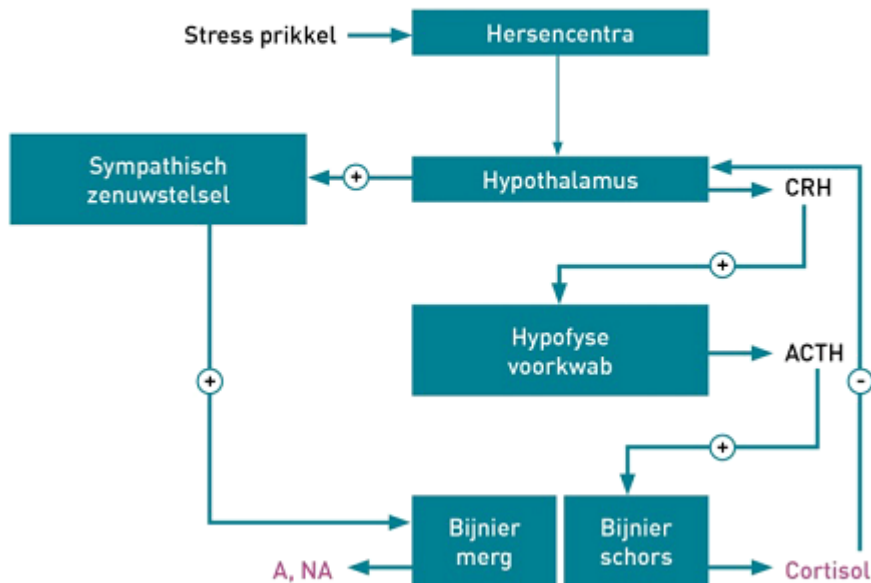 Stress prikkel
Hersencentra
Sympathisch
zenuwstelsel
+
Hypothalamus
CRH
+
Hypofyse
voorkwab
ACTH
+
-
+
Bijnier
merg
Bijnier
schors
A, NA
Cortisol